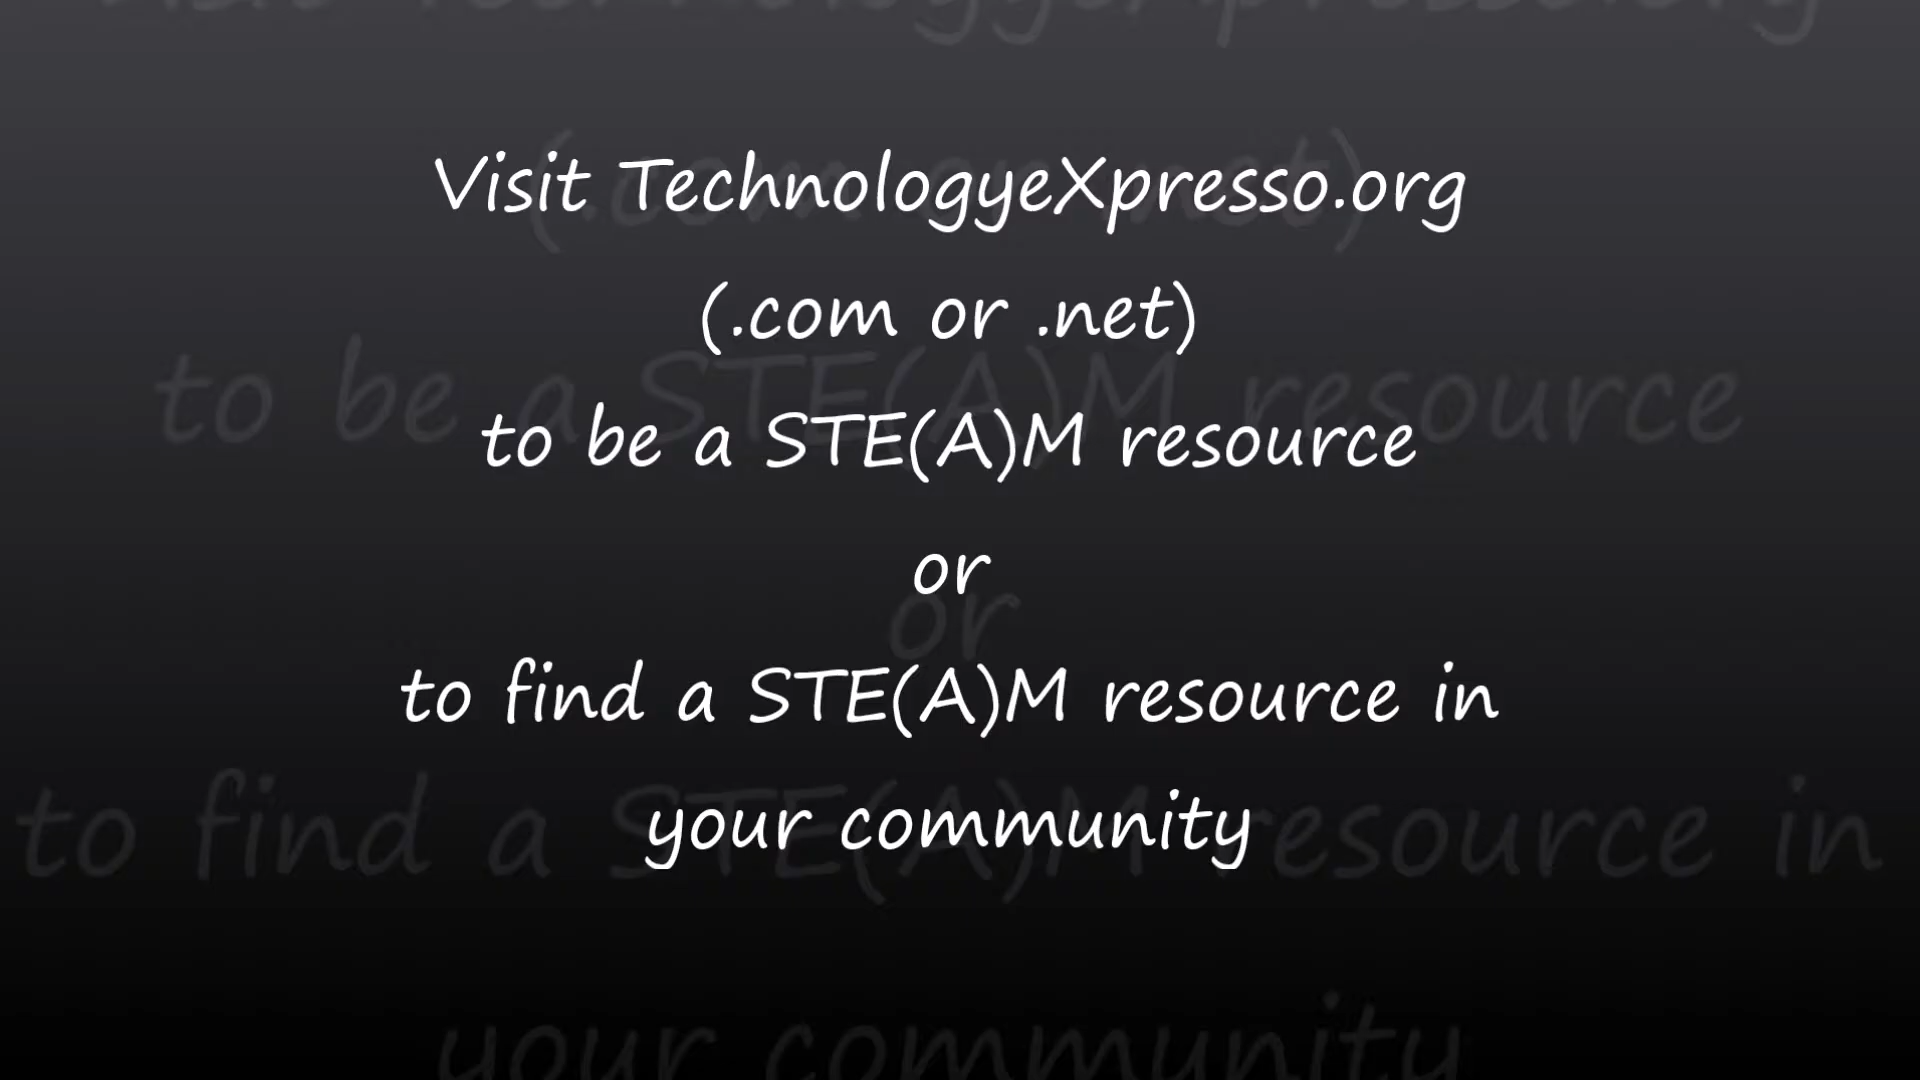 Visit TechnologyeXpresso.org
(.com or .net)
to be a STE(A)M resource
or
to find a STE(A)M resource in
your community